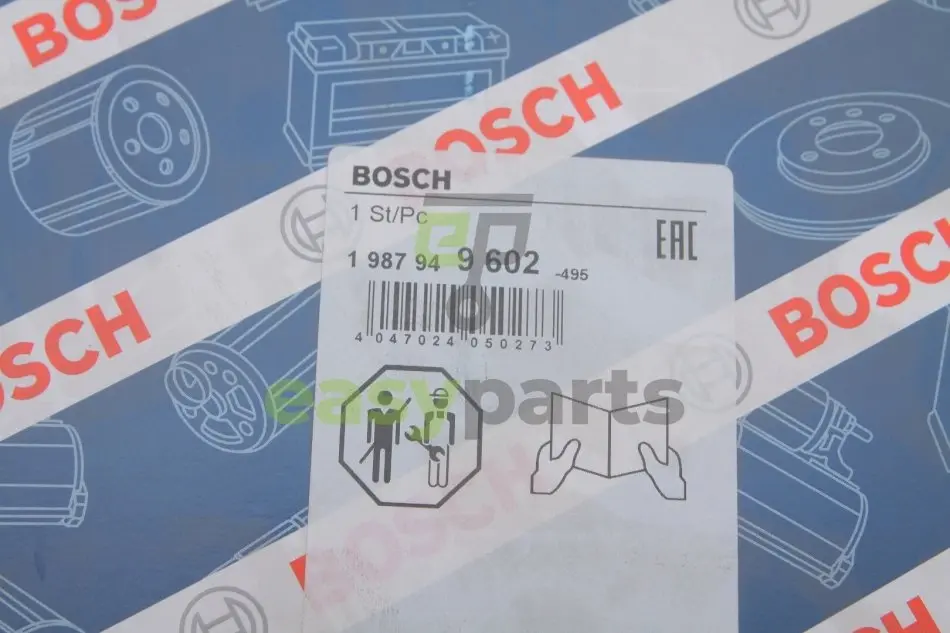 BOSCH
BOSCH
BOSCH
1 St/Pc
EAC
1 987 94 9 602 -495
4 047024 050273
BOSCH
BOSCH
easyparts
BOSCH